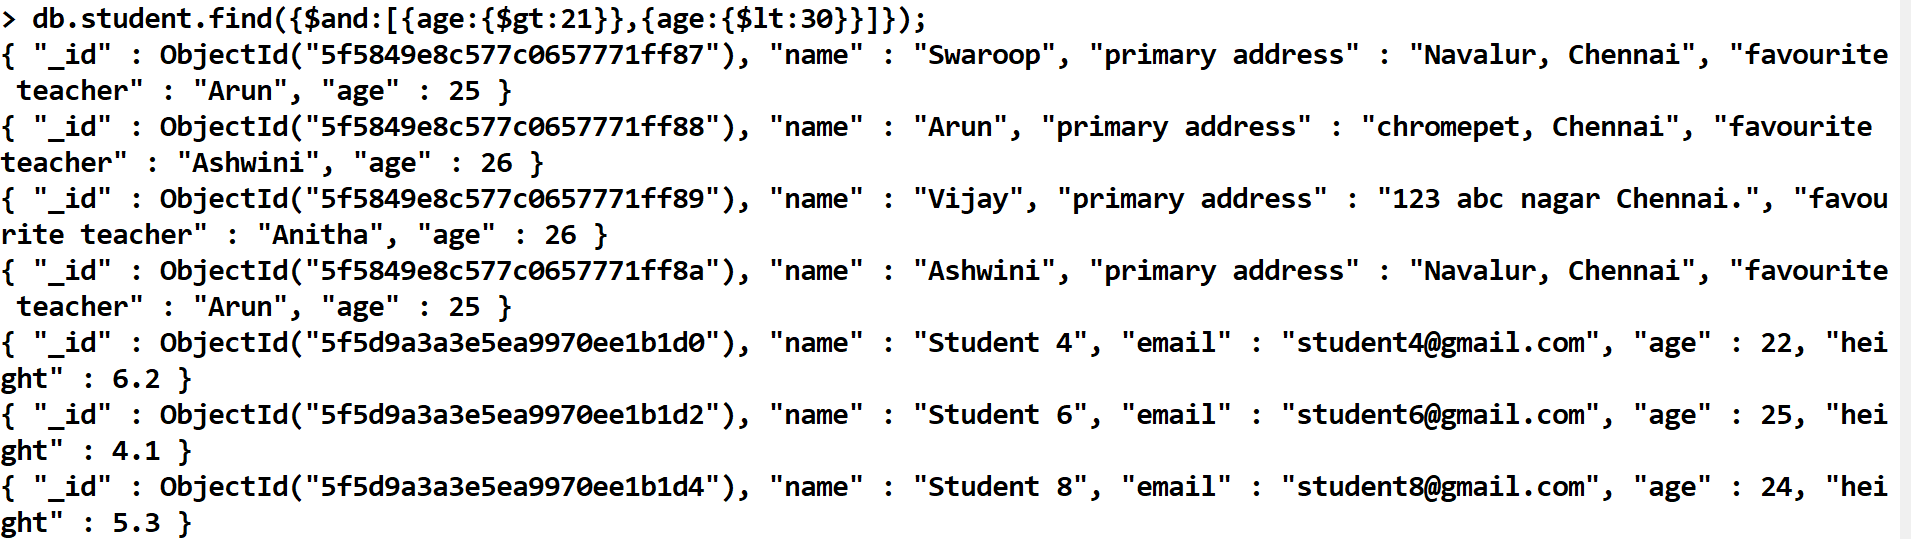 > db.student.find({$and:[{age:{$gt:21}},{age:{$lt:30}}]});
{ "_id" : ObjectId("5f5849e8c577c0657771ff87"), "name" : "Swaroop", "primary address" : "Navalur, Chennai", "favourite
 teacher" : "Arun", "age" : 25 }
{ "_id" : ObjectId("5f5849e8c577c0657771ff88"), "name" : "Arun", "primary address" : "chromepet, Chennai", "favourite
teacher" : "Ashwini", "age" : 26 }
{ "_id" : ObjectId("5f5849e8c577c0657771ff89"), "name" : "Vijay", "primary address" : "123 abc nagar Chennai.", "favou
rite teacher" : "Anitha", "age" : 26 }
{ "_id" : ObjectId("5f5849e8c577c0657771ff8a"), "name" : "Ashwini", "primary address" : "Navalur, Chennai", "favourite
 teacher" : "Arun", "age" : 25 }
{ "_id" : ObjectId("5f5d9a3a3e5ea9970ee1b1d0"), "name" : "Student 4", "email" : "student4@gmail.com", "age" : 22, "hei
ght" : 6.2 }
{ "_id" : ObjectId("5f5d9a3a3e5ea9970ee1b1d2"), "name" : "Student 6", "email" : "student6@gmail.com", "age" : 25, "hei
ght" : 4.1 }
{ "_id" : ObjectId("5f5d9a3a3e5ea9970ee1b1d4"), "name" : "Student 8", "email" : "student8@gmail.com", "age" : 24, "hei
ght" : 5.3 }